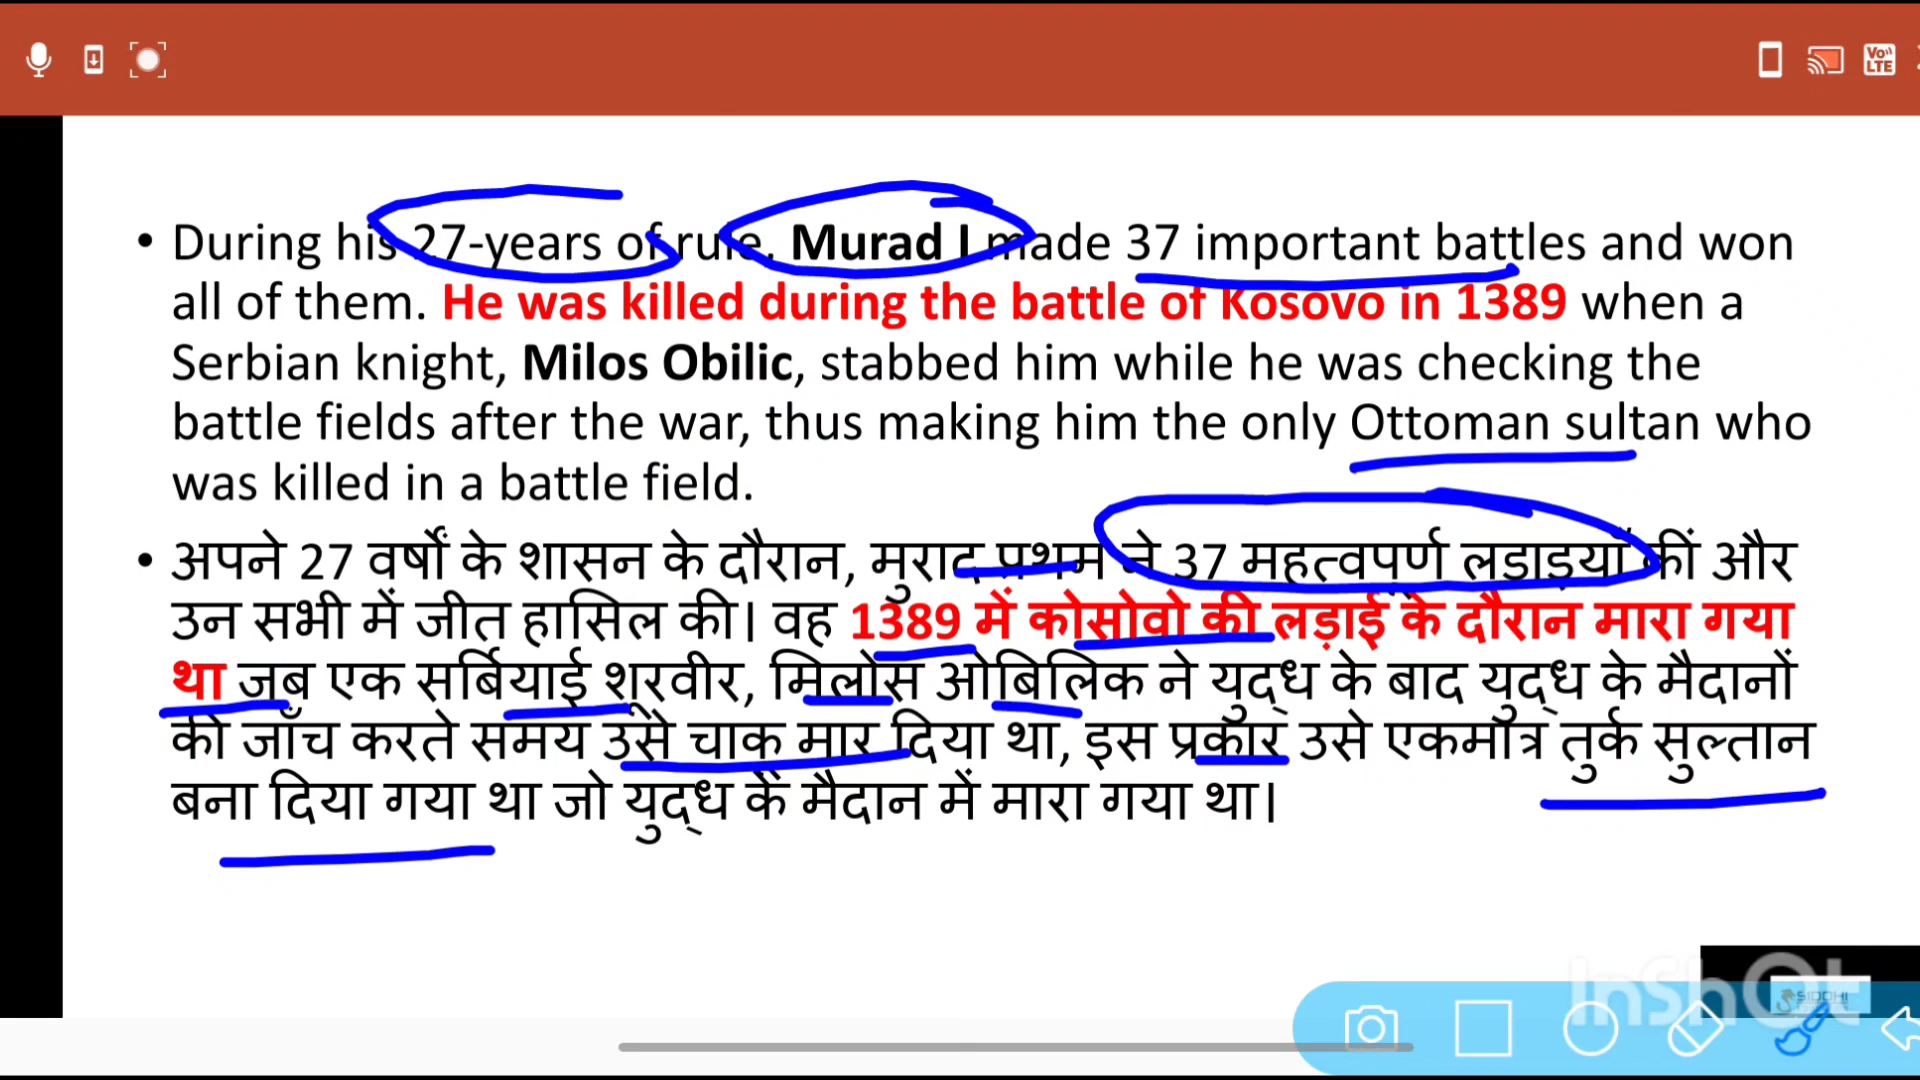 VoLTE
• During his 27-years of rule, Murad I made 37 important battles and won
all of them. He was killed during the battle of Kosovo in 1389 when a
Serbian knight, Milos Obilic, stabbed him while he was checking the
battle fields after the war, thus making him the only Ottoman sultan who
was killed in a battle field.
• अपने 27 वर्षों के शासन के दौरान, मुराद प्रथम ने 37 महत्वपूर्ण लड़ाइयाँ कीं और
उन सभी में जीत हासिल की। वह 1389 में कोसोवो की लड़ाई के दौरान मारा गया
था जब एक सर्बियाई शूरवीर, मिलोस ओबिलिक ने युद्ध के बाद युद्ध के मैदानों
की जाँच करते समय उसे चाकू मार दिया था, इस प्रकार उसे एकमात्र तुर्क सुल्तान
बना दिया गया था जो युद्ध के मैदान में मारा गया था।
InShOt
SIDDHI